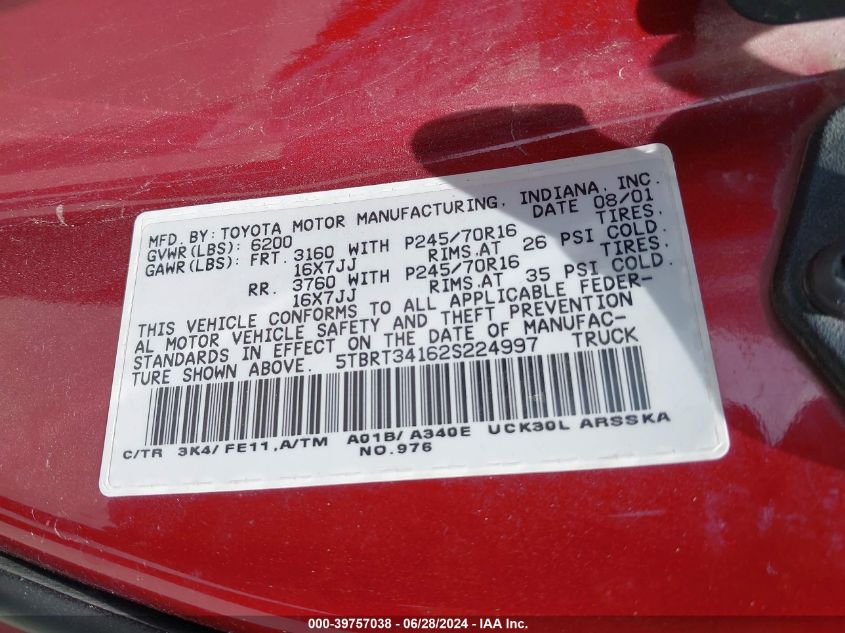 MFD. BY: TOYOTA MOTOR MANUFACTURING, INDIANA, INC.
GVWR(LBS): 6200 DATE 08/01
GAWR(LBS): FRT. 3160 WITH P245/70R16 TIRES,
16X7JJ RIMS,AT 26 PSI COLD.
RR. 3760 WITH P245/70R16 TIRES,
16X7JJ RIMS,AT 35 PSI COLD.
THIS VEHICLE CONFORMS TO ALL APPLICABLE FEDER-
AL MOTOR VEHICLE SAFETY AND THEFT PREVENTION
STANDARDS IN EFFECT ON THE DATE OF MANUFAC-
TURE SHOWN ABOVE. 5TBRT34162S224997 TRUCK
C/TR 3K4/FE11,A/TM A01B/A340E UCK30L ARSSKA
NO.976
000-39757038 - 06/28/2024 - IAA Inc.